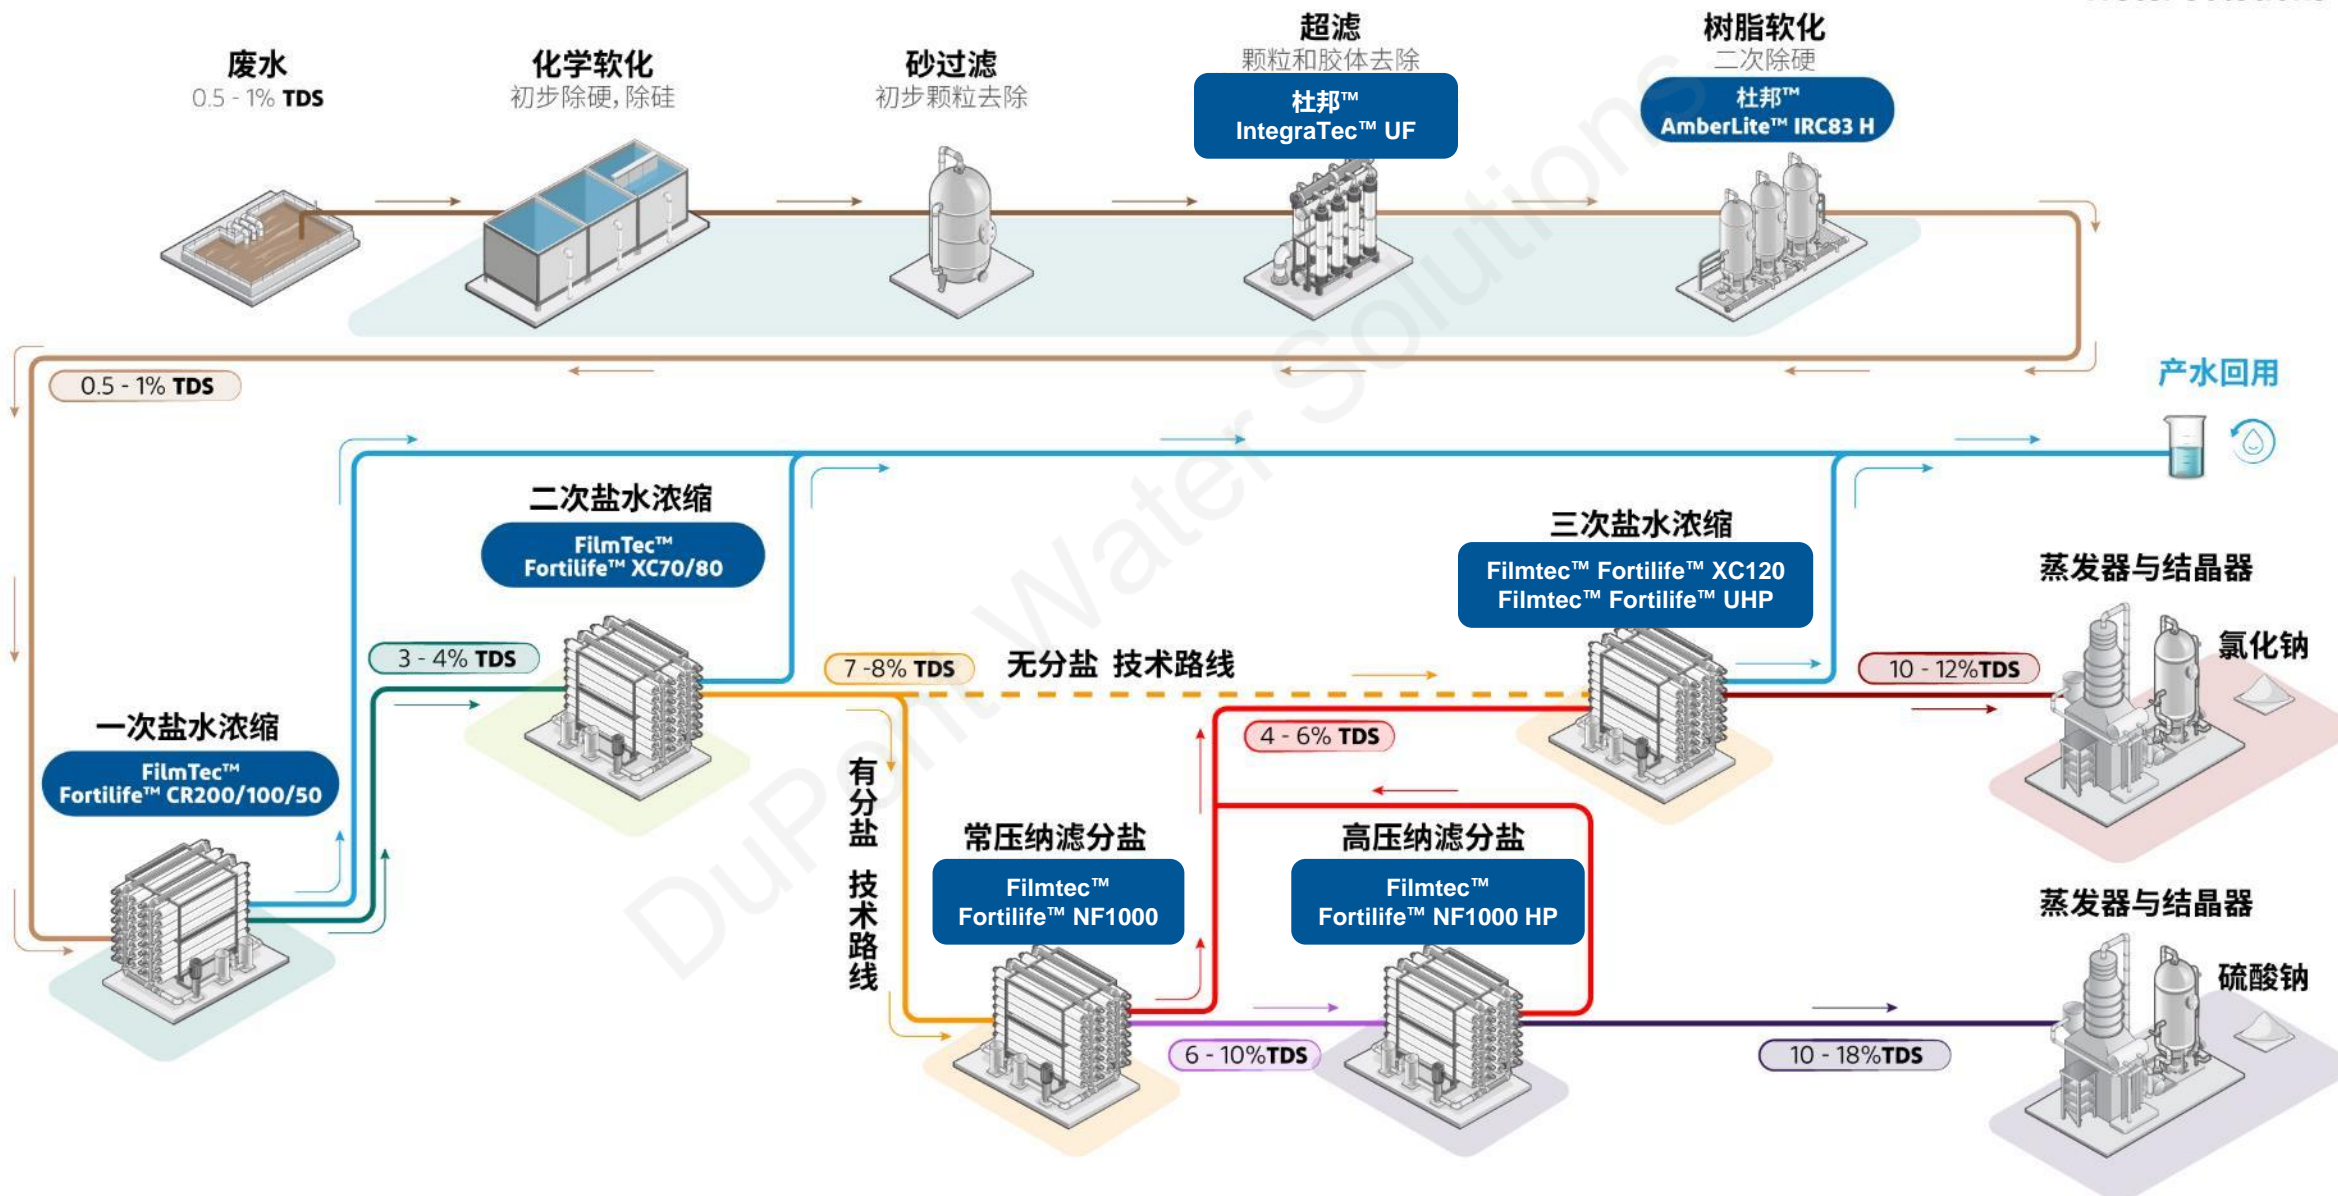 废水
0.5 - 1% TDS
化学软化
初步除硬, 除硅
砂过滤
初步颗粒去除
超滤
颗粒和胶体去除
杜邦™
IntegraTec™ UF
树脂软化
二次除硬
杜邦™
AmberLite™ IRC83 H
0.5 - 1% TDS
产水回用
二次盐水浓缩
FilmTec™
Fortilife™ XC70/80
三次盐水浓缩
Filmtec™ Fortilife™ XC120
Filmtec™ Fortilife™ UHP
蒸发器与结晶器
氯化钠
3 - 4% TDS
7 -8% TDS
无分盐 技术路线
10 - 12%TDS
一次盐水浓缩
FilmTec™
Fortilife™ CR200/100/50
4 - 6% TDS
有分盐 技术路线
常压纳滤分盐
Filmtec™
Fortilife™ NF1000
高压纳滤分盐
Filmtec™
Fortilife™ NF1000 HP
蒸发器与结晶器
硫酸钠
6 - 10%TDS
10 - 18%TDS
DuPont Water Solutions